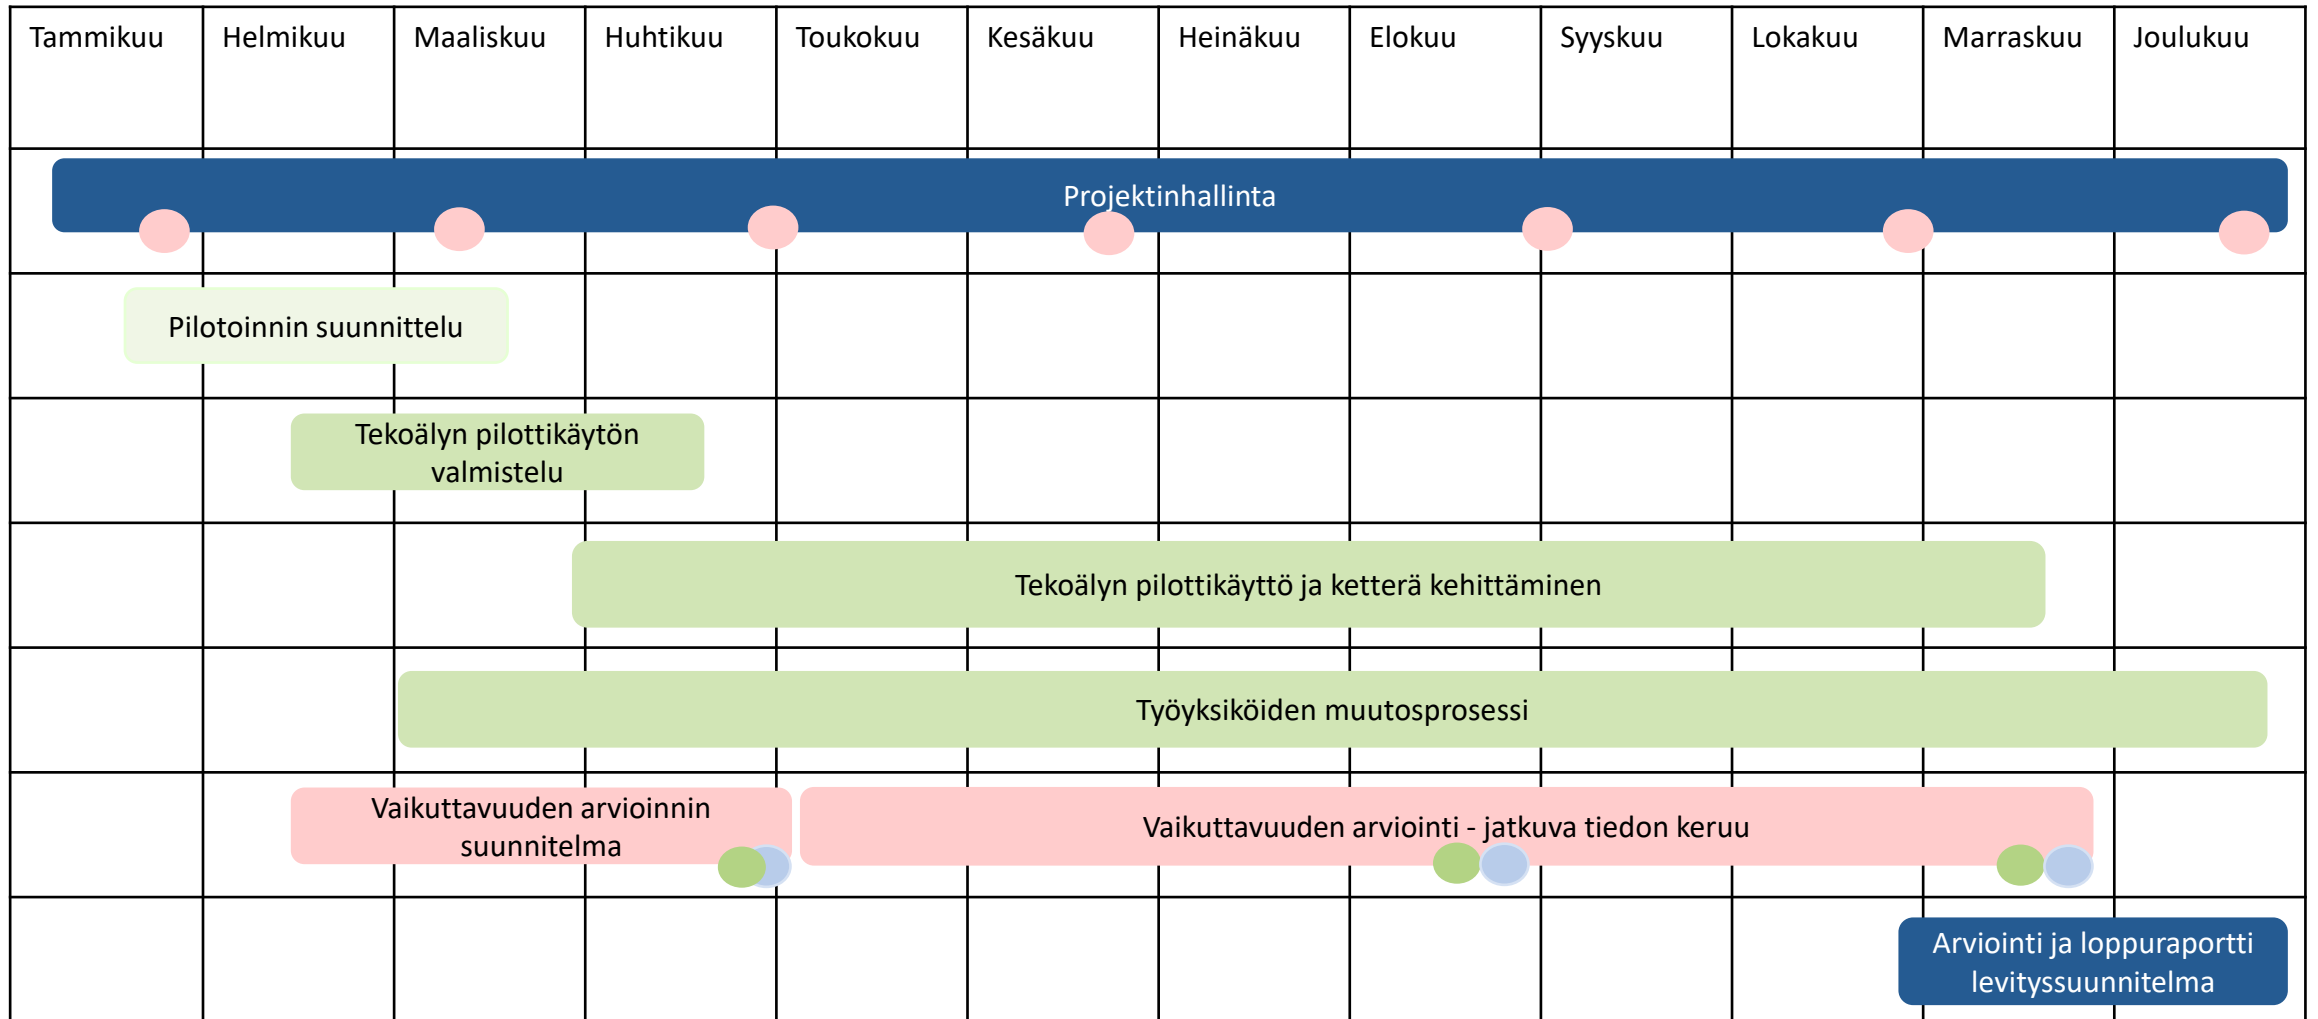 Tammikuu
Helmikuu
Maaliskuu
Huhtikuu
Toukokuu
Kesäkuu
Heinäkuu
Elokuu
Syyskuu
Lokakuu
Marraskuu
Joulukuu
Projektinhallinta
Pilotoinnin suunnittelu
Tekoälyn pilottikäytön
valmistelu
Tekoälyn pilottikäyttö ja ketterä kehittäminen
Työyksiköiden muutosprosessi
Vaikuttavuuden arvioinnin
suunnitelma
Vaikuttavuuden arviointi - jatkuva tiedon keruu
Arviointi ja loppuraportti
levityssuunnitelma